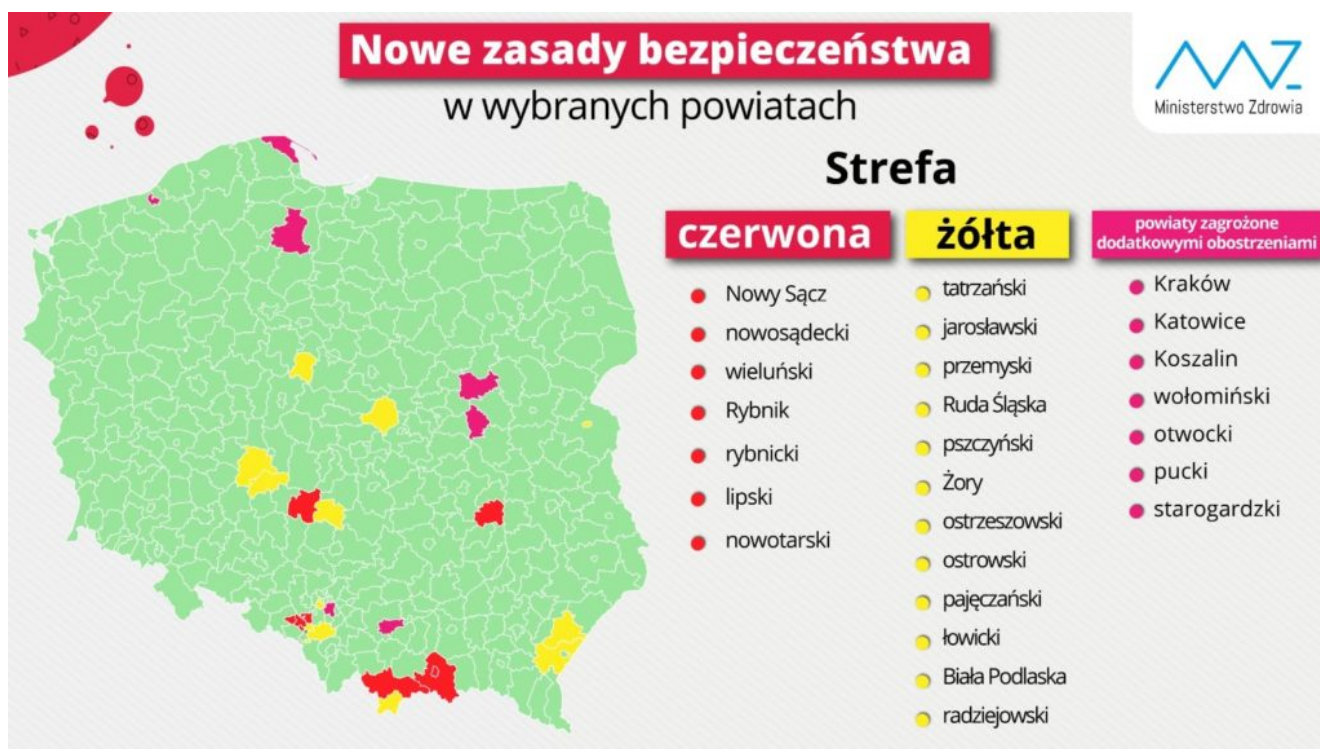 Nowe zasady bezpieczeństwa
w wybranych powiatach
Ministerstwo Zdrowia
Strefa
czerwona
Nowy Sącz
nowosądecki
wieluński
Rybnik
rybnicki
lipski
nowotarski
żółta
tatrzański
jarosławski
przemyski
Ruda Śląska
pszczyński
Żory
ostrzeszowski
ostrowski
pajęczański
łowicki
Biała Podlaska
radziejowski
powiaty zagrożone
dodatkowymi obostrzeniami
Kraków
Katowice
Koszalin
wołomiński
otwocki
pucki
starogardzki